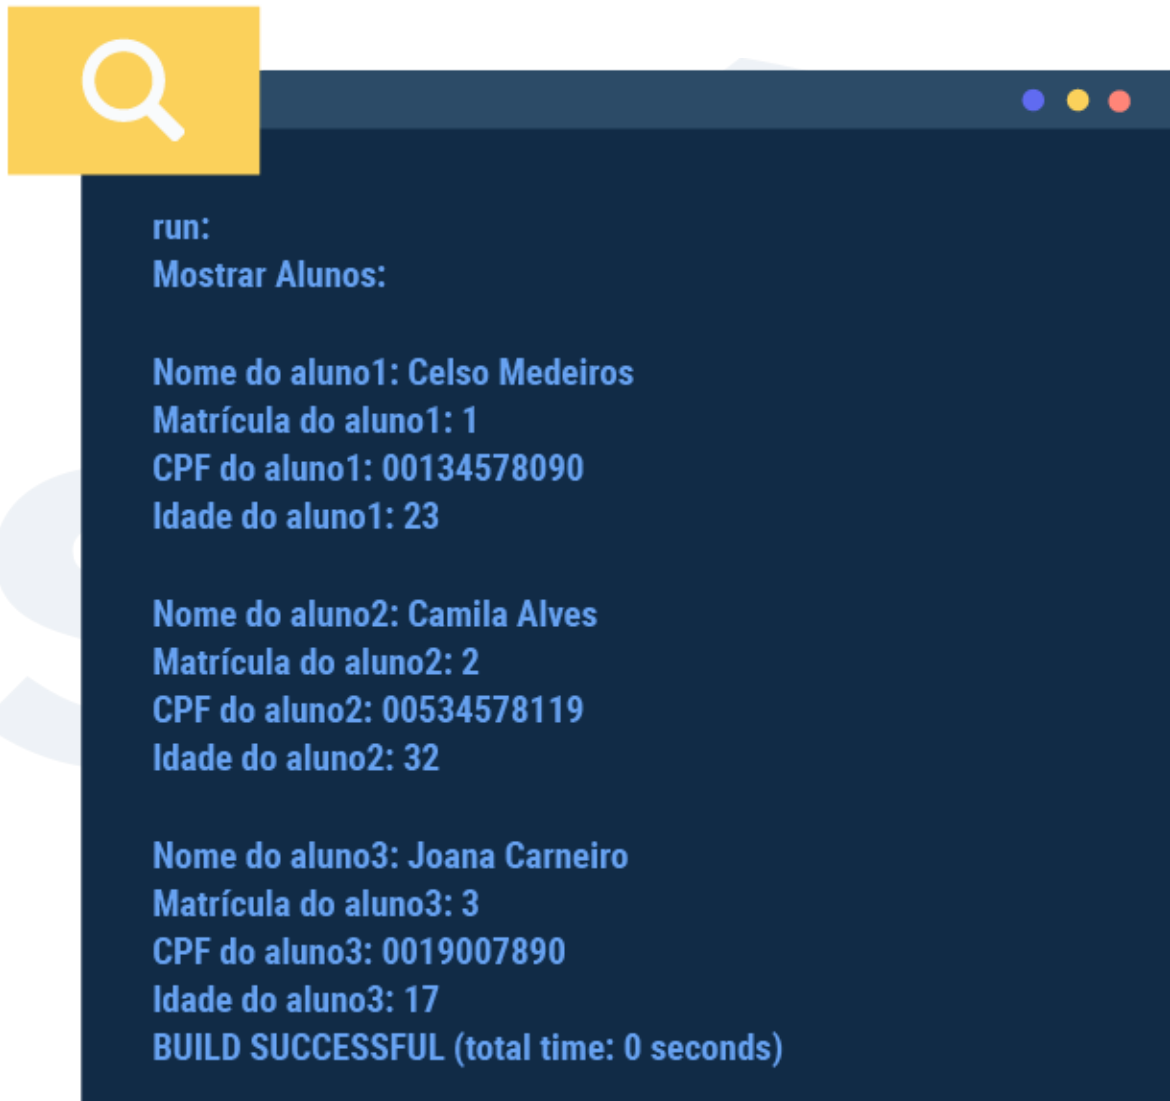 run:
Mostrar Alunos:
Nome do aluno1: Celso Medeiros
Matrícula do aluno1: 1
CPF do aluno1: 00134578090
Idade do aluno1: 23
Nome do aluno2: Camila Alves
Matrícula do aluno2: 2
CPF do aluno2: 00534578119
Idade do aluno2: 32
Nome do aluno3: Joana Carneiro
Matrícula do aluno3: 3
CPF do aluno3: 0019007890
Idade do aluno3: 17
BUILD SUCCESSFUL (total time: 0 seconds)